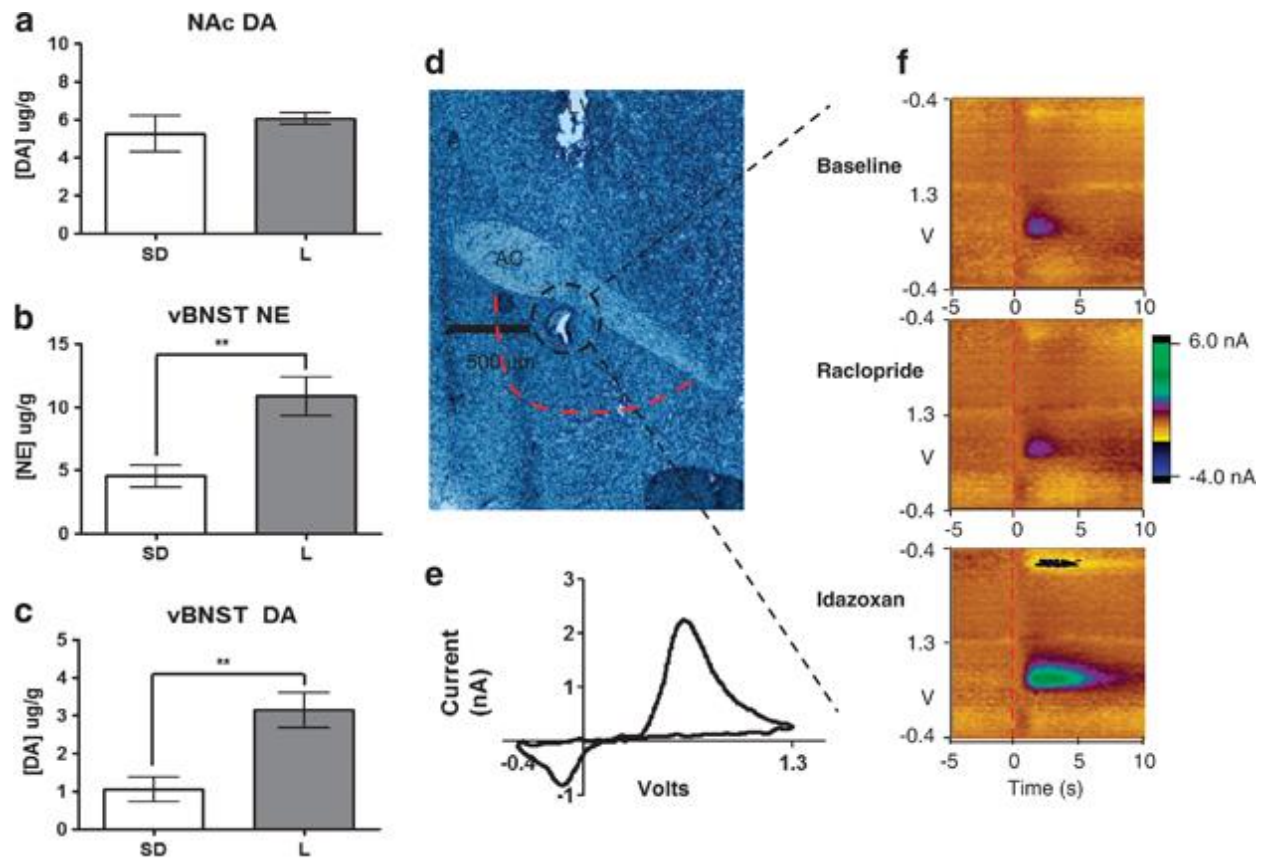 a
NAc DA
[DA] ug/g
10
8
6
4
2
0
SD L
b
vBNST NE
[NE] ug/g
**
15
10
5
0
SD L
c
vBNST DA
[DA] ug/g
**
5
4
3
2
1
0
SD L
d
AC
500 μm
e
Current
(nA)
3
2
1
-0.4
1.3
-1
Volts
f
Baseline
-0.4
1.3
V
-0.4
-5 0 5 10
Raclopride
-0.4
1.3
V
-0.4
-5 0 5 10
6.0 nA
-4.0 nA
Idazoxan
-0.4
1.3
V
-0.4
-5 0 5 10
Time (s)